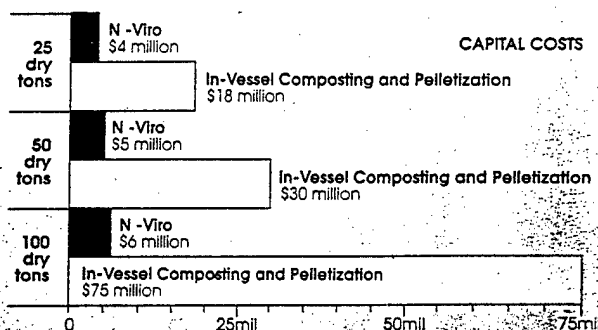 CAPITAL COSTS
25
dry
tons
N -Viro
$4 million
In-Vessel Composting and Pelletization
$18 million
50
dry
tons
N -Viro
$5 million
In-Vessel Composting and Pelletization
$30 million
100
dry
tons
N -Viro
$6 million
In-Vessel Composting and Pelletization
$75 million
0 25mil 50mil 75mil